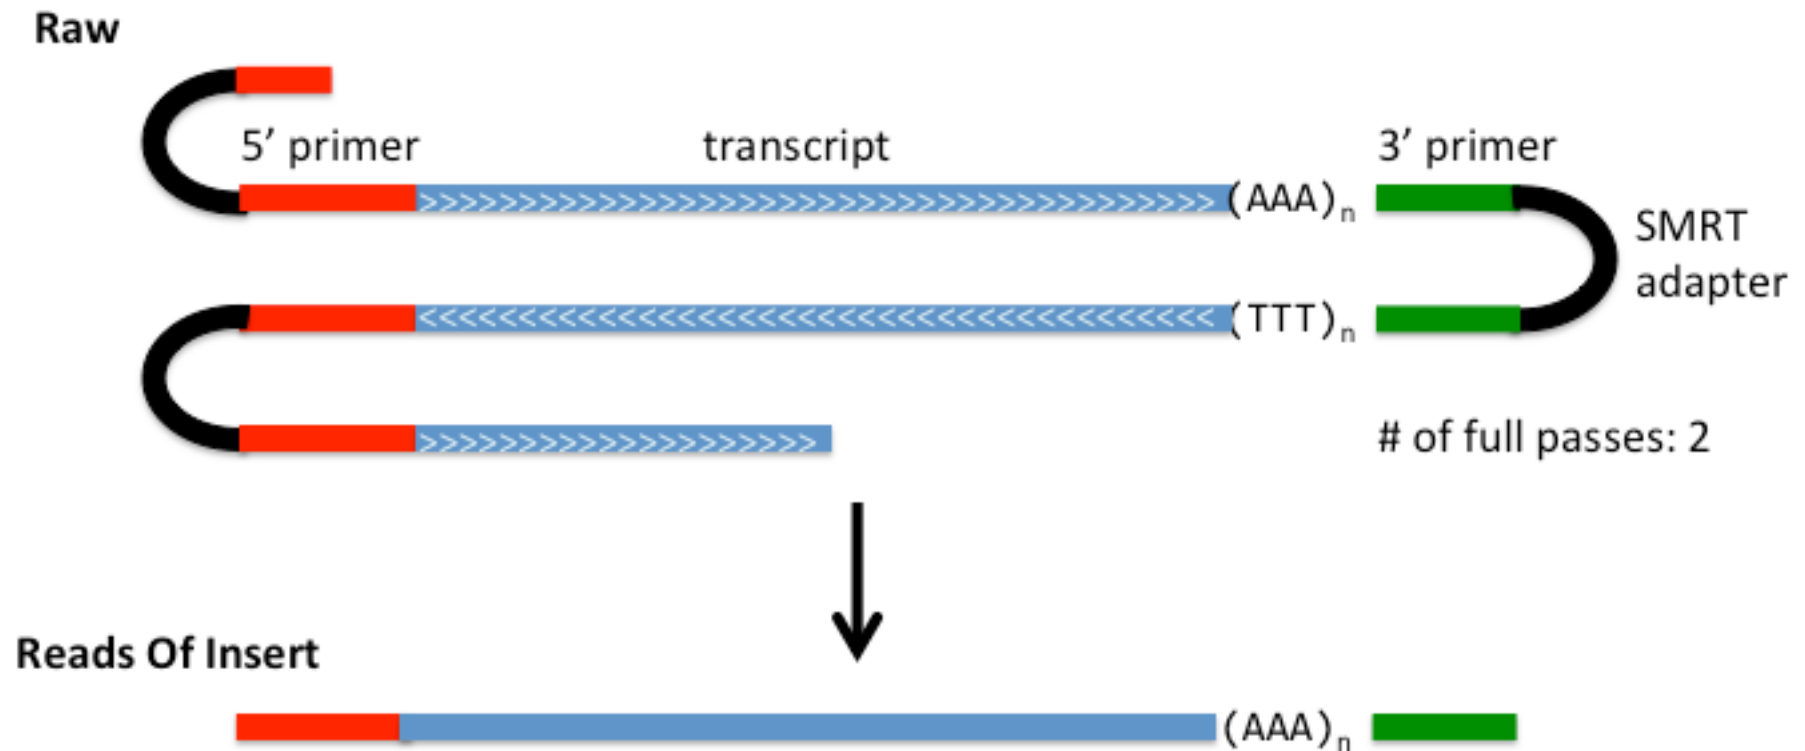 Raw
5’ primer
transcript
3’ primer
>>>>>>>>>>>>>>>>>>>>>>>>>>>>>>>>>>>>>>>>
(AAA)n
SMRT
adapter
<<<<<<<<<<<<<<<<<<<<<<<<<<<<<<<<<<<<<<<<
(TTT)n
>>>>>>>>>>>>>>>>>>>>
# of full passes: 2
Reads Of Insert
(AAA)n